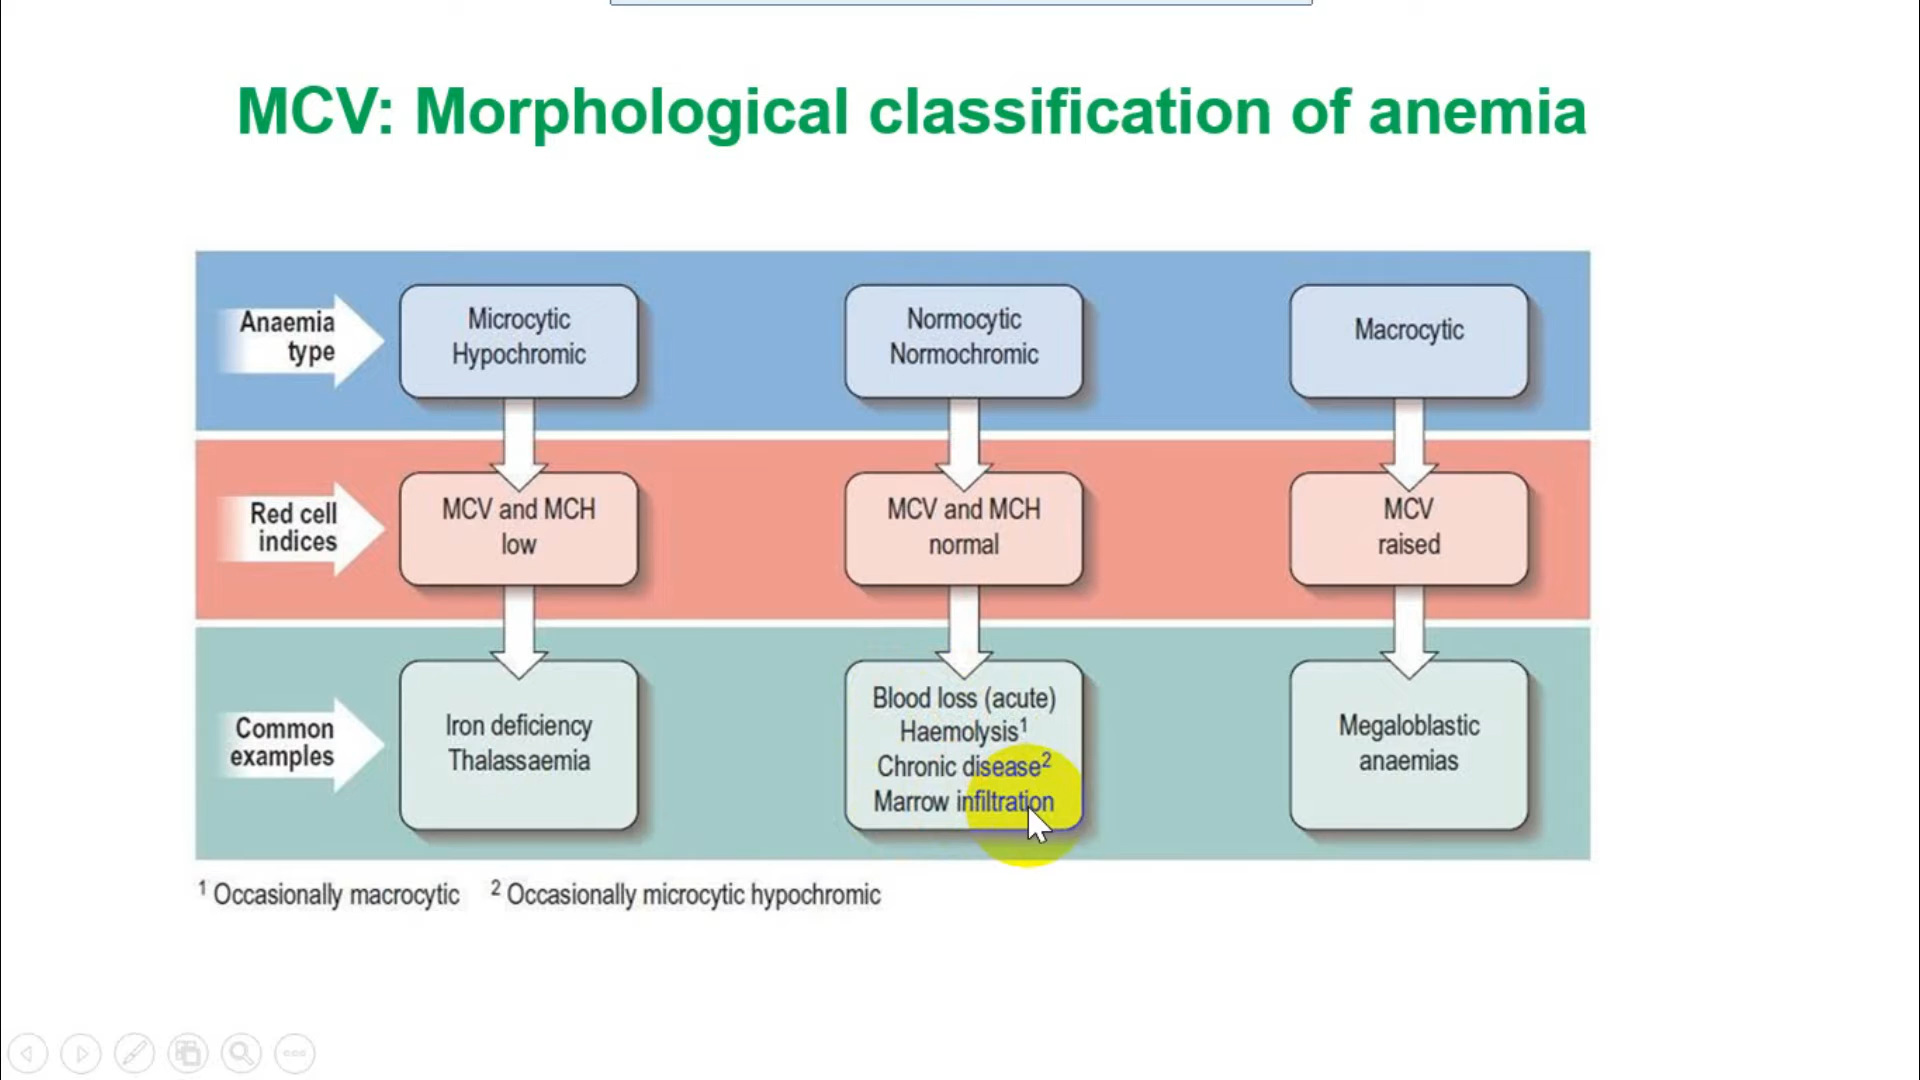 MCV: Morphological classification of anemia
Anaemia
type
Microcytic
Hypochromic
Normocytic
Normochromic
Macrocytic
Red cell
indices
MCV and MCH
low
MCV and MCH
normal
MCV
raised
Common
examples
Iron deficiency
Thalassaemia
Blood loss (acute)
Haemolysis¹
Chronic disease²
Marrow infiltration
Megaloblastic
anaemias
¹ Occasionally macrocytic ² Occasionally microcytic hypochromic